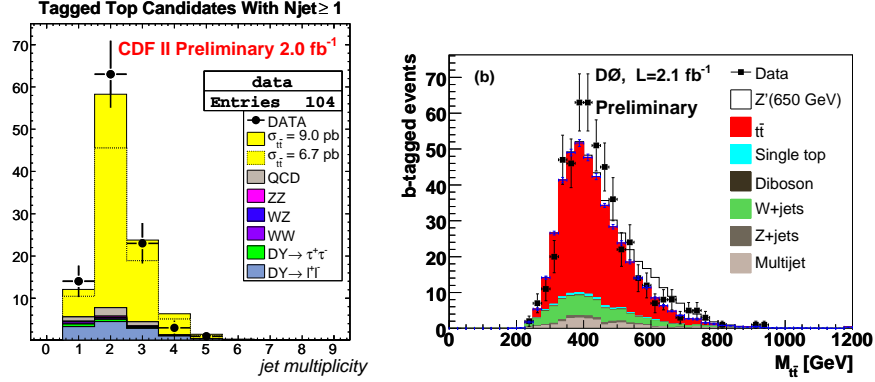 Tagged Top Candidates With Njet≥ 1
CDF II Preliminary 2.0 fb⁻¹
data
Entries 104
DATA
σtt̄ = 9.0 pb
σtt̄ = 6.7 pb
QCD
ZZ
WZ
WW
DY→ τ⁺τ⁻
DY→ l⁺l⁻
70
60
50
40
30
20
10
0 1 2 3 4 5 6 7 8 9
jet multiplicity
(b)
DØ, L=2.1 fb⁻¹
Preliminary
Data
Z'(650 GeV)
tt̄
Single top
Diboson
W+jets
Z+jets
Multijet
b-tagged events
70
60
50
40
30
20
10
0
0 200 400 600 800 1000 1200
Mtt̄ [GeV]